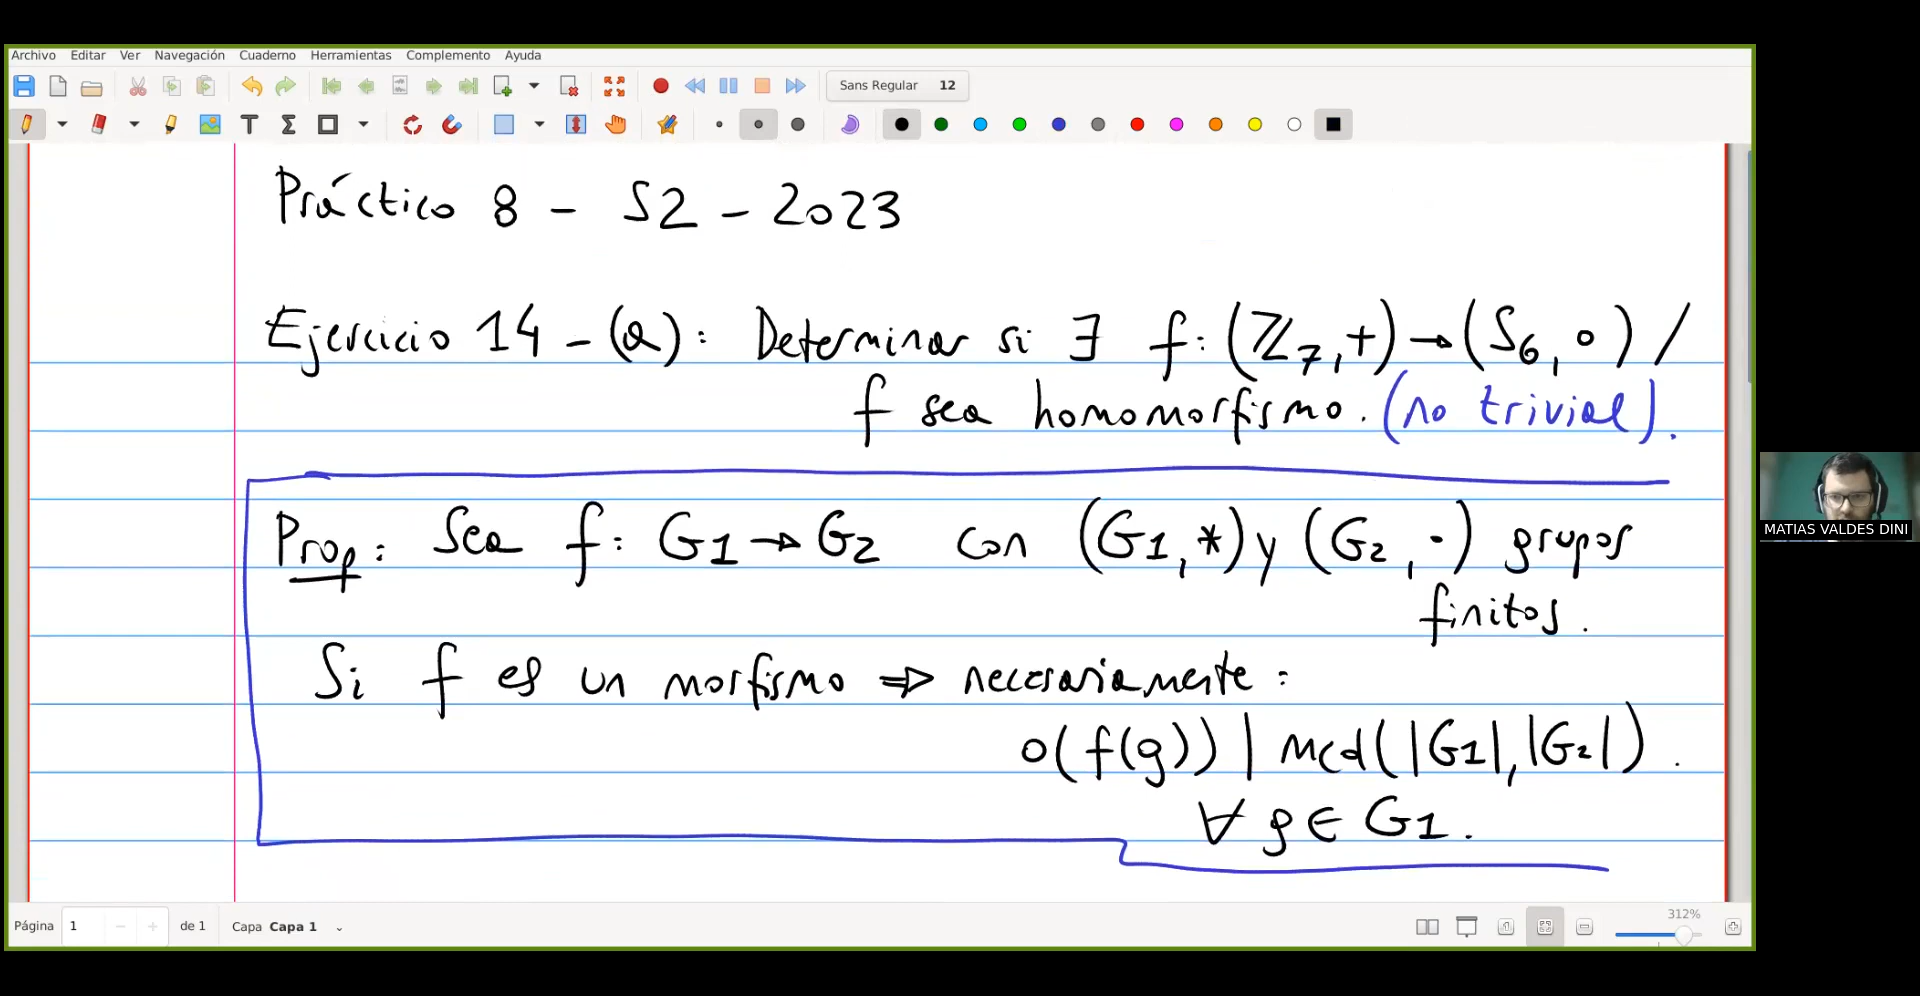 Archivo Editar Ver Navegación Cuaderno Herramientas Complemento Ayuda
Sans Regular 12
Práctico 8 - S2 - 2023
Ejercicio 14 - (a): Determinar si ∃ f: (ℤ₇, +) → (S₆, ∘) /
f sea homomorfismo. (no trivial).
Prop: Sea f: G1 → G2 con (G1, *) y (G2, ·) grupos
finitos.
Si f es un morfismo ⇒ necesariamente:
o(f(g)) | mcd(|G1|, |G2|).
∀ g ∈ G1.
MATIAS VALDES DINI
Página 1 de 1 Capa Capa 1 312%